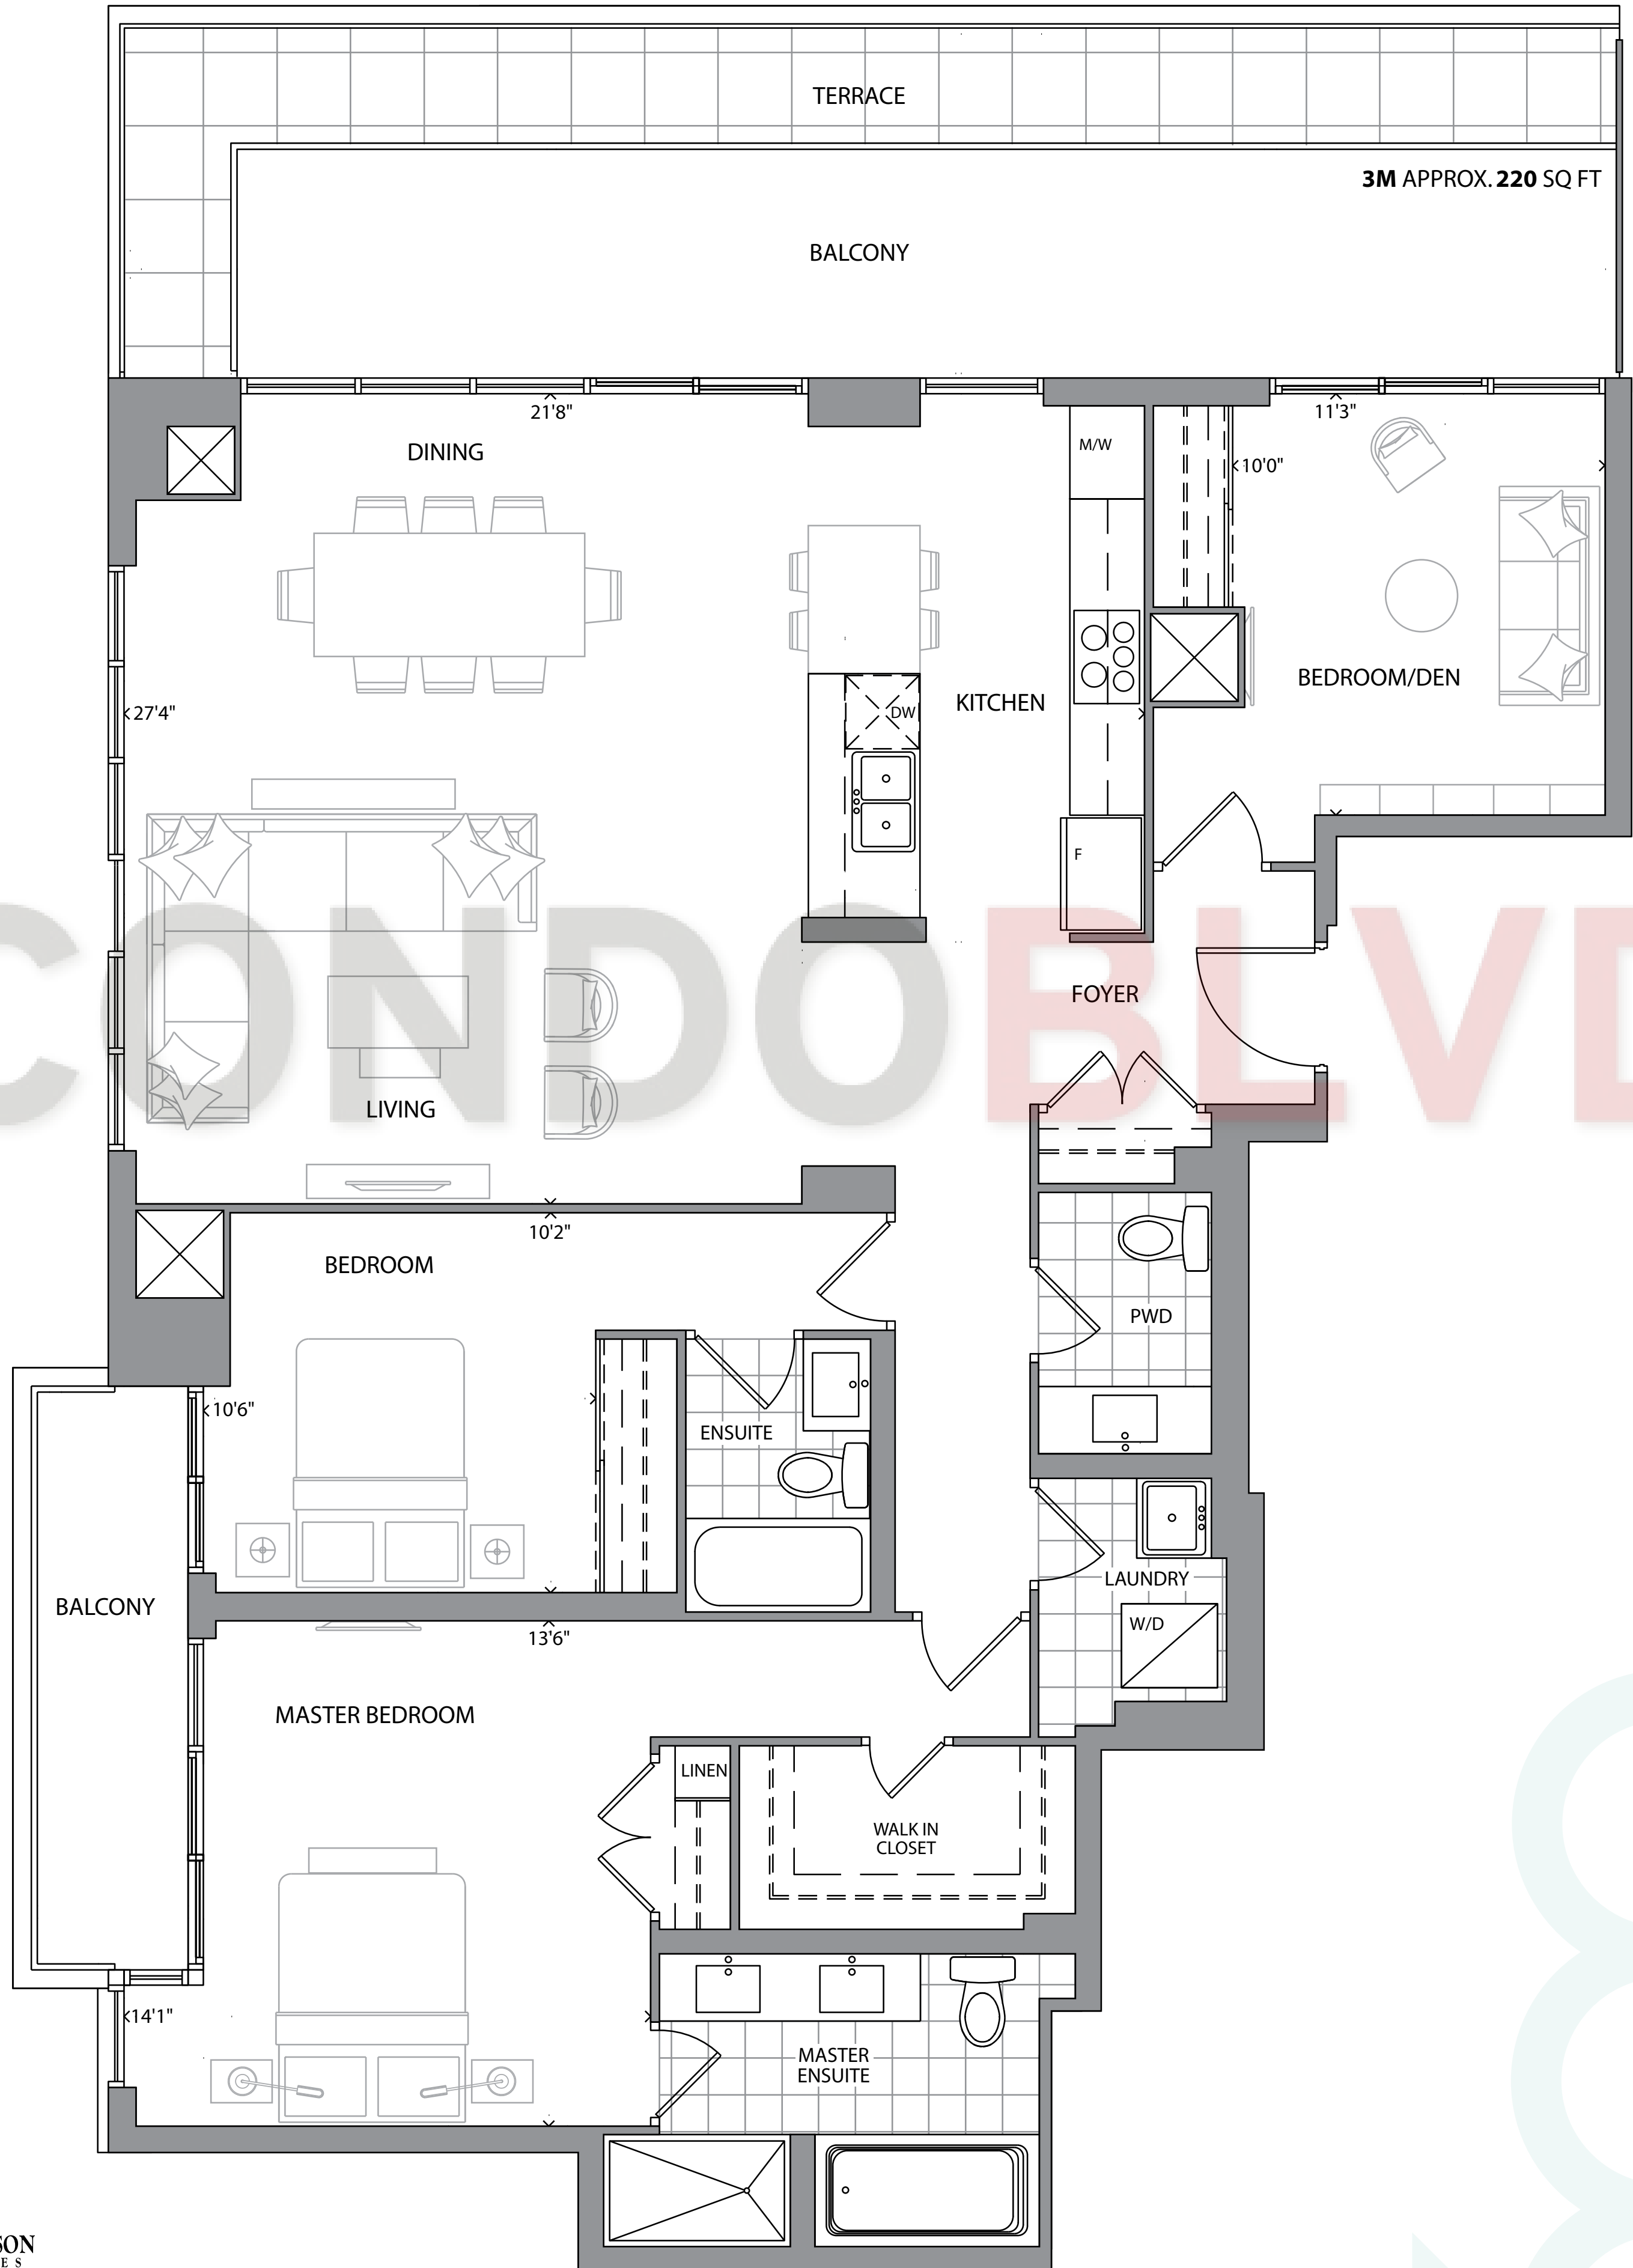 TERRACE
3M APPROX. 220 SQ FT
BALCONY
21'8"
11'3"
DINING
M/W
10'0"
BEDROOM/DEN
KITCHEN
DW
27'4"
F
CONDOBLVD
FOYER
LIVING
10'2"
BEDROOM
PWD
10'6"
ENSUITE
LAUNDRY
BALCONY
W/D
13'6"
MASTER BEDROOM
LINEN
WALK IN
CLOSET
14'1"
MASTER
ENSUITE